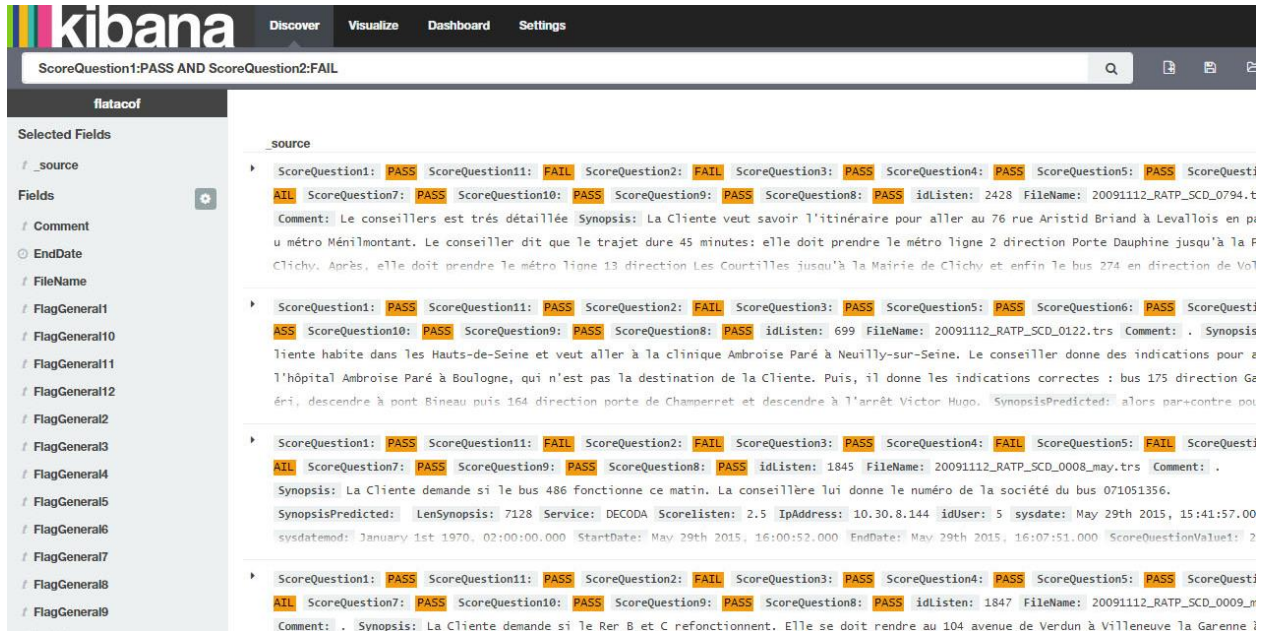 kibana Discover Visualize Dashboard Settings
ScoreQuestion1:PASS AND ScoreQuestion2:FAIL
flatacof
Selected Fields
t _source
Fields
t Comment
EndDate
t FileName
t FlagGeneral1
t FlagGeneral10
t FlagGeneral11
t FlagGeneral12
t FlagGeneral2
t FlagGeneral3
t FlagGeneral4
t FlagGeneral5
t FlagGeneral6
t FlagGeneral7
t FlagGeneral8
t FlagGeneral9
_source
ScoreQuestion1: PASS ScoreQuestion11: FAIL ScoreQuestion2: FAIL ScoreQuestion3: PASS ScoreQuestion4: PASS ScoreQuestion5: PASS ScoreQuesti
AIL ScoreQuestion7: PASS ScoreQuestion10: PASS ScoreQuestion9: PASS ScoreQuestion8: PASS idListen: 2428 FileName: 20091112_RATP_SCD_0794.t
Comment: Le conseillers est trés détaillée Synopsis: La Cliente veut savoir l'itinéraire pour aller au 76 rue Aristid Briand à Levallois en pa
u métro Ménilmontant. Le conseiller dit que le trajet dure 45 minutes: elle doit prendre le métro ligne 2 direction Porte Dauphine jusqu'à la P
Clichy. Après, elle doit prendre le métro ligne 13 direction Les Courtilles jusqu'à la Mairie de Clichy et enfin le bus 274 en direction de Vol
ScoreQuestion1: PASS ScoreQuestion11: PASS ScoreQuestion2: FAIL ScoreQuestion3: PASS ScoreQuestion5: PASS ScoreQuestion6: PASS ScoreQuesti
ASS ScoreQuestion10: PASS ScoreQuestion9: PASS ScoreQuestion8: PASS idListen: 699 FileName: 20091112_RATP_SCD_0122.trs Comment: . Synopsis
liente habite dans les Hauts-de-Seine et veut aller à la clinique Ambroise Paré à Neuilly-sur-Seine. Le conseiller donne des indications pour a
l'hôpital Ambroise Paré à Boulogne, qui n'est pas la destination de la Cliente. Puis, il donne les indications correctes : bus 175 direction Ga
éri, descendre à pont Bineau puis 164 direction porte de Champerret et descendre à l'arrêt Victor Hugo. SynopsisPredicted: alors par+contre pou
ScoreQuestion1: PASS ScoreQuestion11: FAIL ScoreQuestion2: FAIL ScoreQuestion3: PASS ScoreQuestion4: FAIL ScoreQuestion5: FAIL ScoreQuesti
AIL ScoreQuestion7: PASS ScoreQuestion9: PASS ScoreQuestion8: PASS idListen: 1845 FileName: 20091112_RATP_SCD_0008_may.trs Comment: .
Synopsis: La Cliente demande si le bus 486 fonctionne ce matin. La conseillère lui donne le numéro de la société du bus 071051356.
SynopsisPredicted: LenSynopsis: 7128 Service: DECODA Scorelisten: 2.5 IpAddress: 10.30.8.144 idUser: 5 sysdate: May 29th 2015, 15:41:57.00
sysdatemod: January 1st 1970, 02:00:00.000 StartDate: May 29th 2015, 16:00:52.000 EndDate: May 29th 2015, 16:07:51.000 ScoreQuestionValue1: 2
ScoreQuestion1: PASS ScoreQuestion11: PASS ScoreQuestion2: FAIL ScoreQuestion3: PASS ScoreQuestion4: PASS ScoreQuestion5: PASS ScoreQuesti
AIL ScoreQuestion7: PASS ScoreQuestion10: PASS ScoreQuestion9: PASS ScoreQuestion8: PASS idListen: 1847 FileName: 20091112_RATP_SCD_0009_m
Comment: . Synopsis: La Cliente demande si le Rer B et C refonctionnent. Elle se doit rendre au 104 avenue de Verdun à Villeneuve la Garenne à